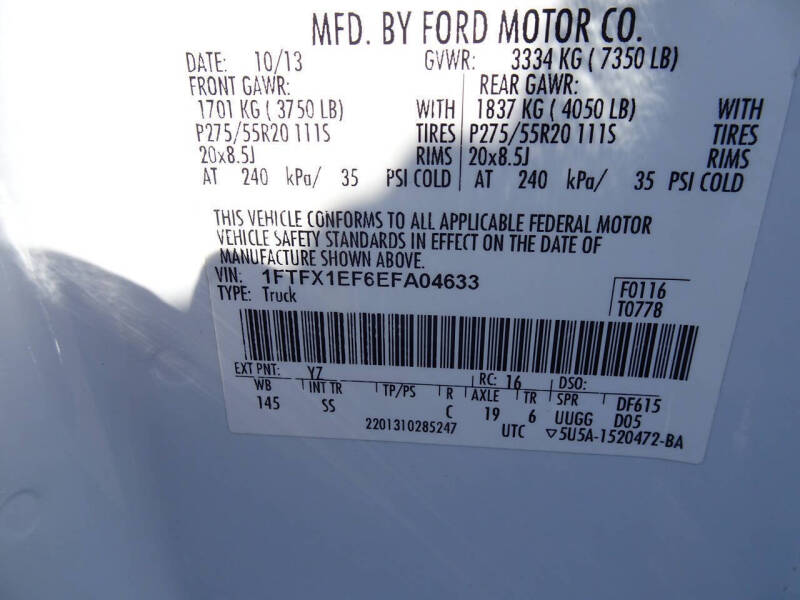 MFD. BY FORD MOTOR CO.
DATE: 10/13 GVWR: 3334 KG ( 7350 LB)
FRONT GAWR: REAR GAWR:
1701 KG ( 3750 LB) WITH 1837 KG ( 4050 LB) WITH
P275/55R20 111S TIRES P275/55R20 111S TIRES
20x8.5J RIMS 20x8.5J RIMS
AT 240 kPa/ 35 PSI COLD AT 240 kPa/ 35 PSI COLD
THIS VEHICLE CONFORMS TO ALL APPLICABLE FEDERAL MOTOR
VEHICLE SAFETY STANDARDS IN EFFECT ON THE DATE OF
MANUFACTURE SHOWN ABOVE.
VIN: 1FTFX1EF6EFA04633 F0116
TYPE: Truck T0778
EXT PNT: YZ RC: 16 DSO:
WB INT TR TP/PS R AXLE TR SPR DF615
145 SS C 19 6 UUGG D05
2201310285247 UTC ▽5U5A-1520472-BA